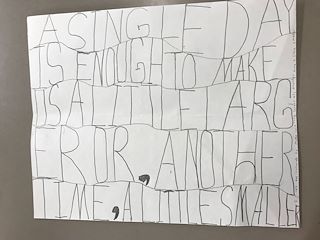 A SINGLE DAY
IS ENOUGH TO MAKE
US A LITTLE LARG
ER OR, ANOTHER
TIME, A LITTLE SMALLER